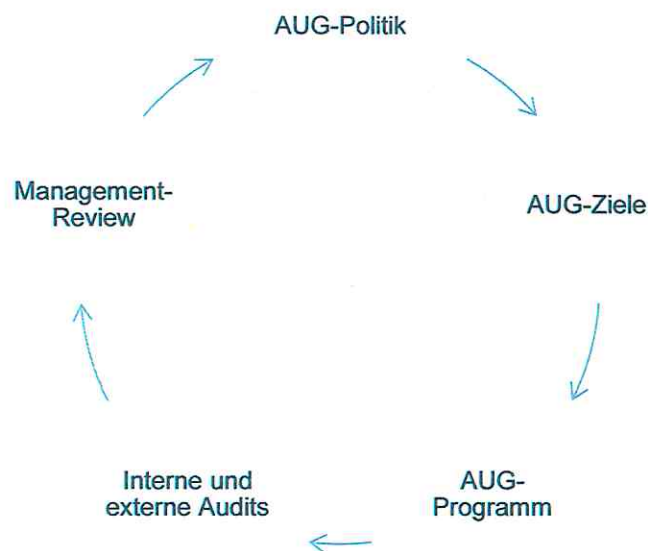 AUG-Politik
AUG-Ziele
AUG-
Programm
Interne und
externe Audits
Management-
Review